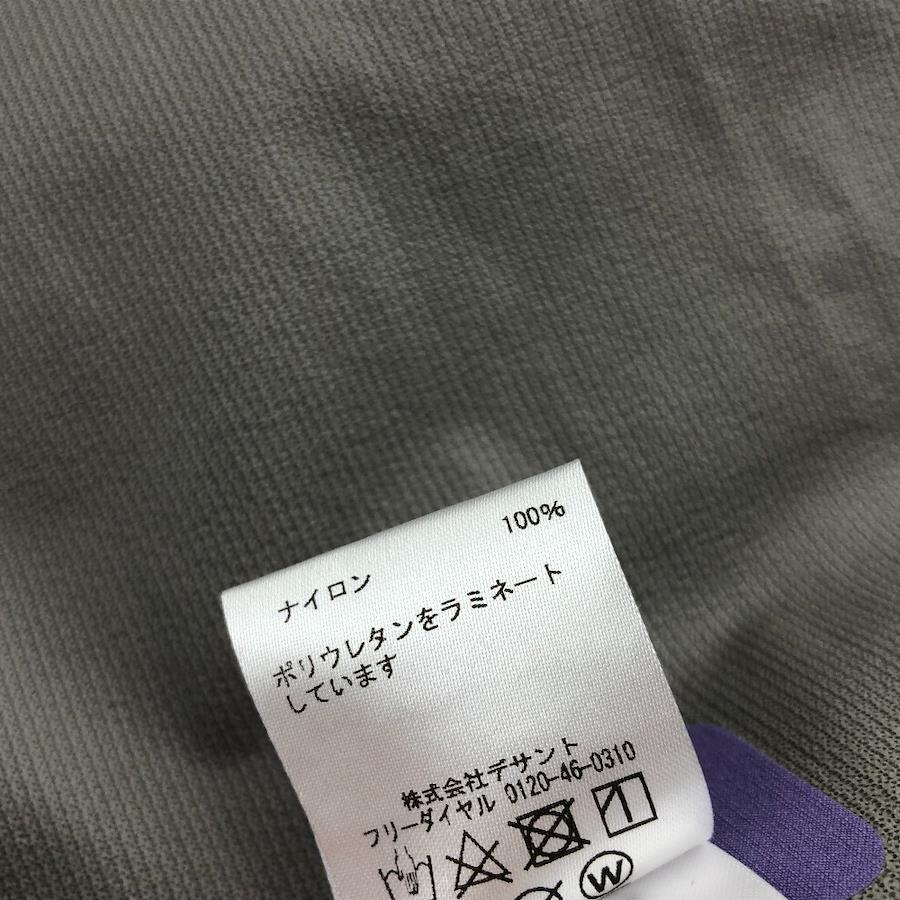 ナイロン 100%
ポリウレタンをラミネート
しています
株式会社デサント
フリーダイヤル 0120-46-0310
W